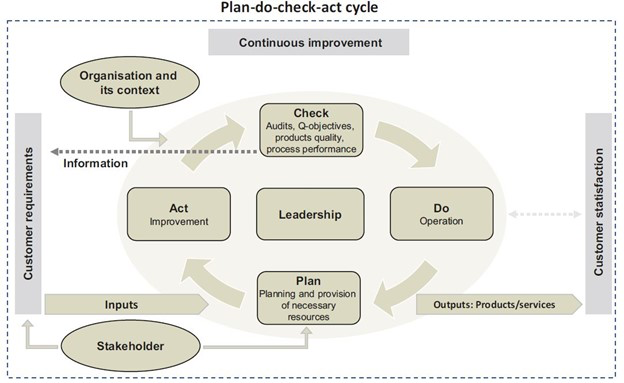 Plan-do-check-act cycle
Continuous improvement
Organisation and
its context
Check
Audits, Q-objectives,
products quality,
process performance
Customer requirements
Information
Customer statisfaction
Act
Improvement
Leadership
Do
Operation
Plan
Planning and provision
of necessary
resources
Inputs
Outputs: Products/services
Stakeholder